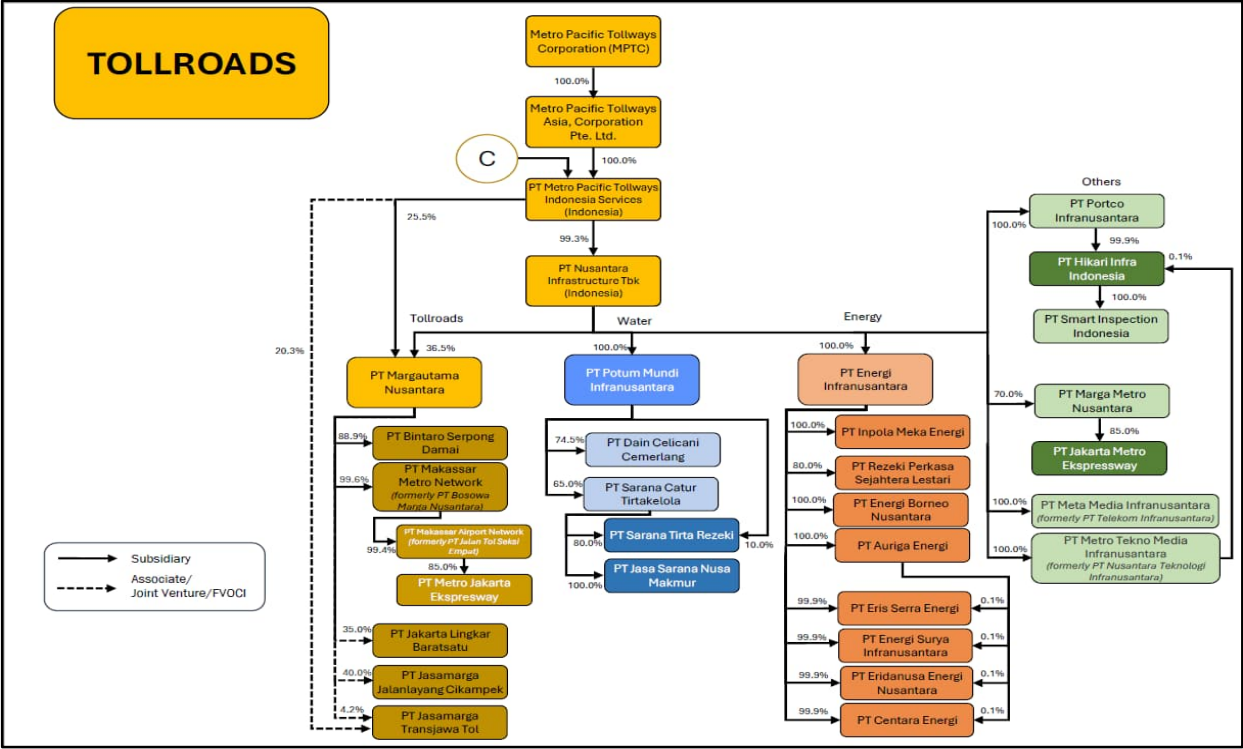 TOLLROADS
Metro Pacific Tollways
Corporation (MPTC)
100.0%
Metro Pacific Tollways
Asia, Corporation
Pte. Ltd.
C
100.0%
PT Metro Pacific Tollways
Indonesia Services
(Indonesia)
25.5%
99.3%
PT Nusantara
Infrastructure Tbk
(Indonesia)
20.3%
Tollroads
36.5%
PT Margautama
Nusantara
88.9%
PT Bintaro Serpong
Damai
99.6%
PT Makassar
Metro Network
(formerly PT Bosowa
Marga Nusantara)
99.4%
PT Makassar Airport Network
(formerly PT Jalan Tol Seksi
Empat)
85.0%
PT Metro Jakarta
Ekspresway
35.0%
PT Jakarta Lingkar
Baratsatu
40.0%
PT Jasamarga
Jalanlayang Cikampek
4.2%
PT Jasamarga
Transjawa Tol
Water
100.0%
PT Potum Mundi
Infranusantara
74.5%
PT Dain Celicani
Cemerlang
65.0%
PT Sarana Catur
Tirtakelola
80.0%
PT Sarana Tirta Rezeki
10.0%
100.0%
PT Jasa Sarana Nusa
Makmur
Energy
100.0%
PT Energi
Infranusantara
100.0%
PT Inpola Meka Energi
80.0%
PT Rezeki Perkasa
Sejahtera Lestari
100.0%
PT Energi Borneo
Nusantara
100.0%
PT Auriga Energi
99.9%
PT Eris Serra Energi
0.1%
99.9%
PT Energi Surya
Infranusantara
0.1%
99.9%
PT Eridanusa Energi
Nusantara
0.1%
99.9%
PT Centara Energi
0.1%
Others
100.0%
PT Portco
Infranusantara
99.9%
PT Hikari Infra
Indonesia
0.1%
100.0%
PT Smart Inspection
Indonesia
70.0%
PT Marga Metro
Nusantara
85.0%
PT Jakarta Metro
Ekspressway
100.0%
PT Meta Media Infranusantara
(formerly PT Telekom Infranusantara)
100.0%
PT Metro Tekno Media
Infranusantara
(formerly PT Nusantara Teknologi
Infranusantara)
Subsidiary
Associate/
Joint Venture/FVOCI